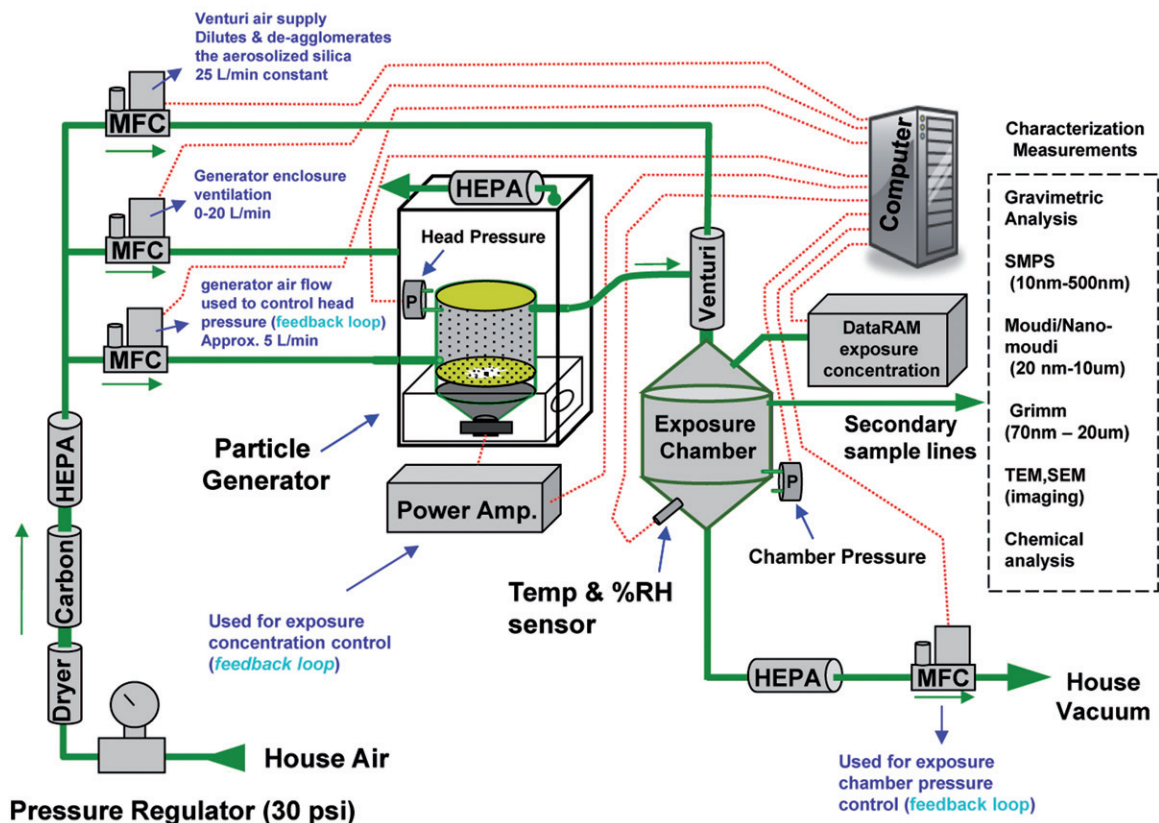 Venturi air supply
Dilutes & de-agglomerates
the aerosolized silica
25 L/min constant
MFC
Generator enclosure
ventilation
0-20 L/min
MFC
generator air flow
used to control head
pressure (feedback loop)
Approx. 5 L/min
MFC
HEPA
Head Pressure
P
Venturi
Computer
Characterization
Measurements
Gravimetric
Analysis
SMPS
(10nm-500nm)
Moudi/Nano-
moudi
(20 nm-10um)
Grimm
(70nm – 20um)
TEM,SEM
(imaging)
Chemical
analysis
DataRAM
exposure
concentration
Secondary
sample lines
Exposure
Chamber
P
Chamber Pressure
Particle
Generator
Power Amp.
Temp & %RH
sensor
Used for exposure
concentration control
(feedback loop)
HEPA
Carbon
Dryer
House Air
Pressure Regulator (30 psi)
HEPA
MFC
House
Vacuum
Used for exposure
chamber pressure
control (feedback loop)